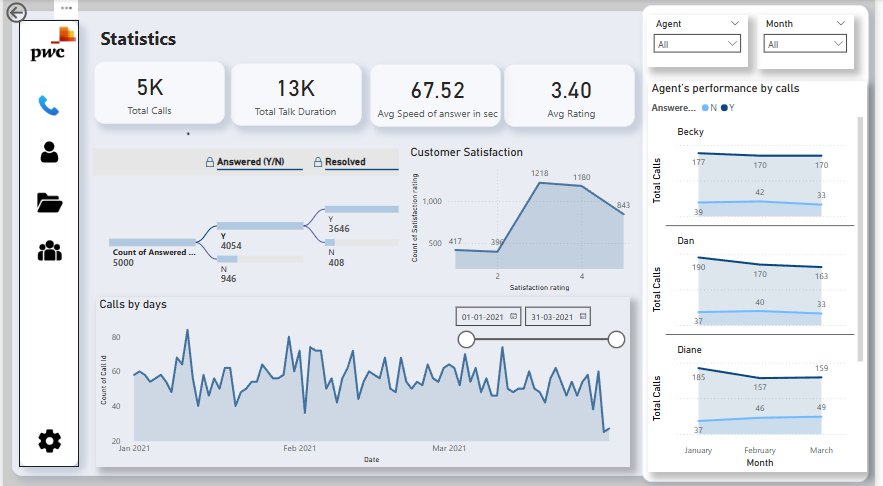 pwc
Statistics
5K
Total Calls
13K
Total Talk Duration
67.52
Avg Speed of answer in sec
3.40
Avg Rating
Agent
All
Month
All
Answered (Y/N)
Resolved
Count of Answered ...
5000
Y
4054
N
946
Y
3646
N
408
Customer Satisfaction
Count of Satisfaction rating
1,000
500
417
396
1218
1180
843
2
4
Satisfaction rating
Calls by days
01-01-2021
31-03-2021
Count of Call Id
80
60
40
20
Jan 2021
Feb 2021
Mar 2021
Date
Agent's performance by calls
Answere...
N
Y
Becky
Total Calls
177
170
170
39
42
33
Dan
Total Calls
190
170
163
37
40
33
Diane
Total Calls
185
157
159
37
46
49
January
February
March
Month